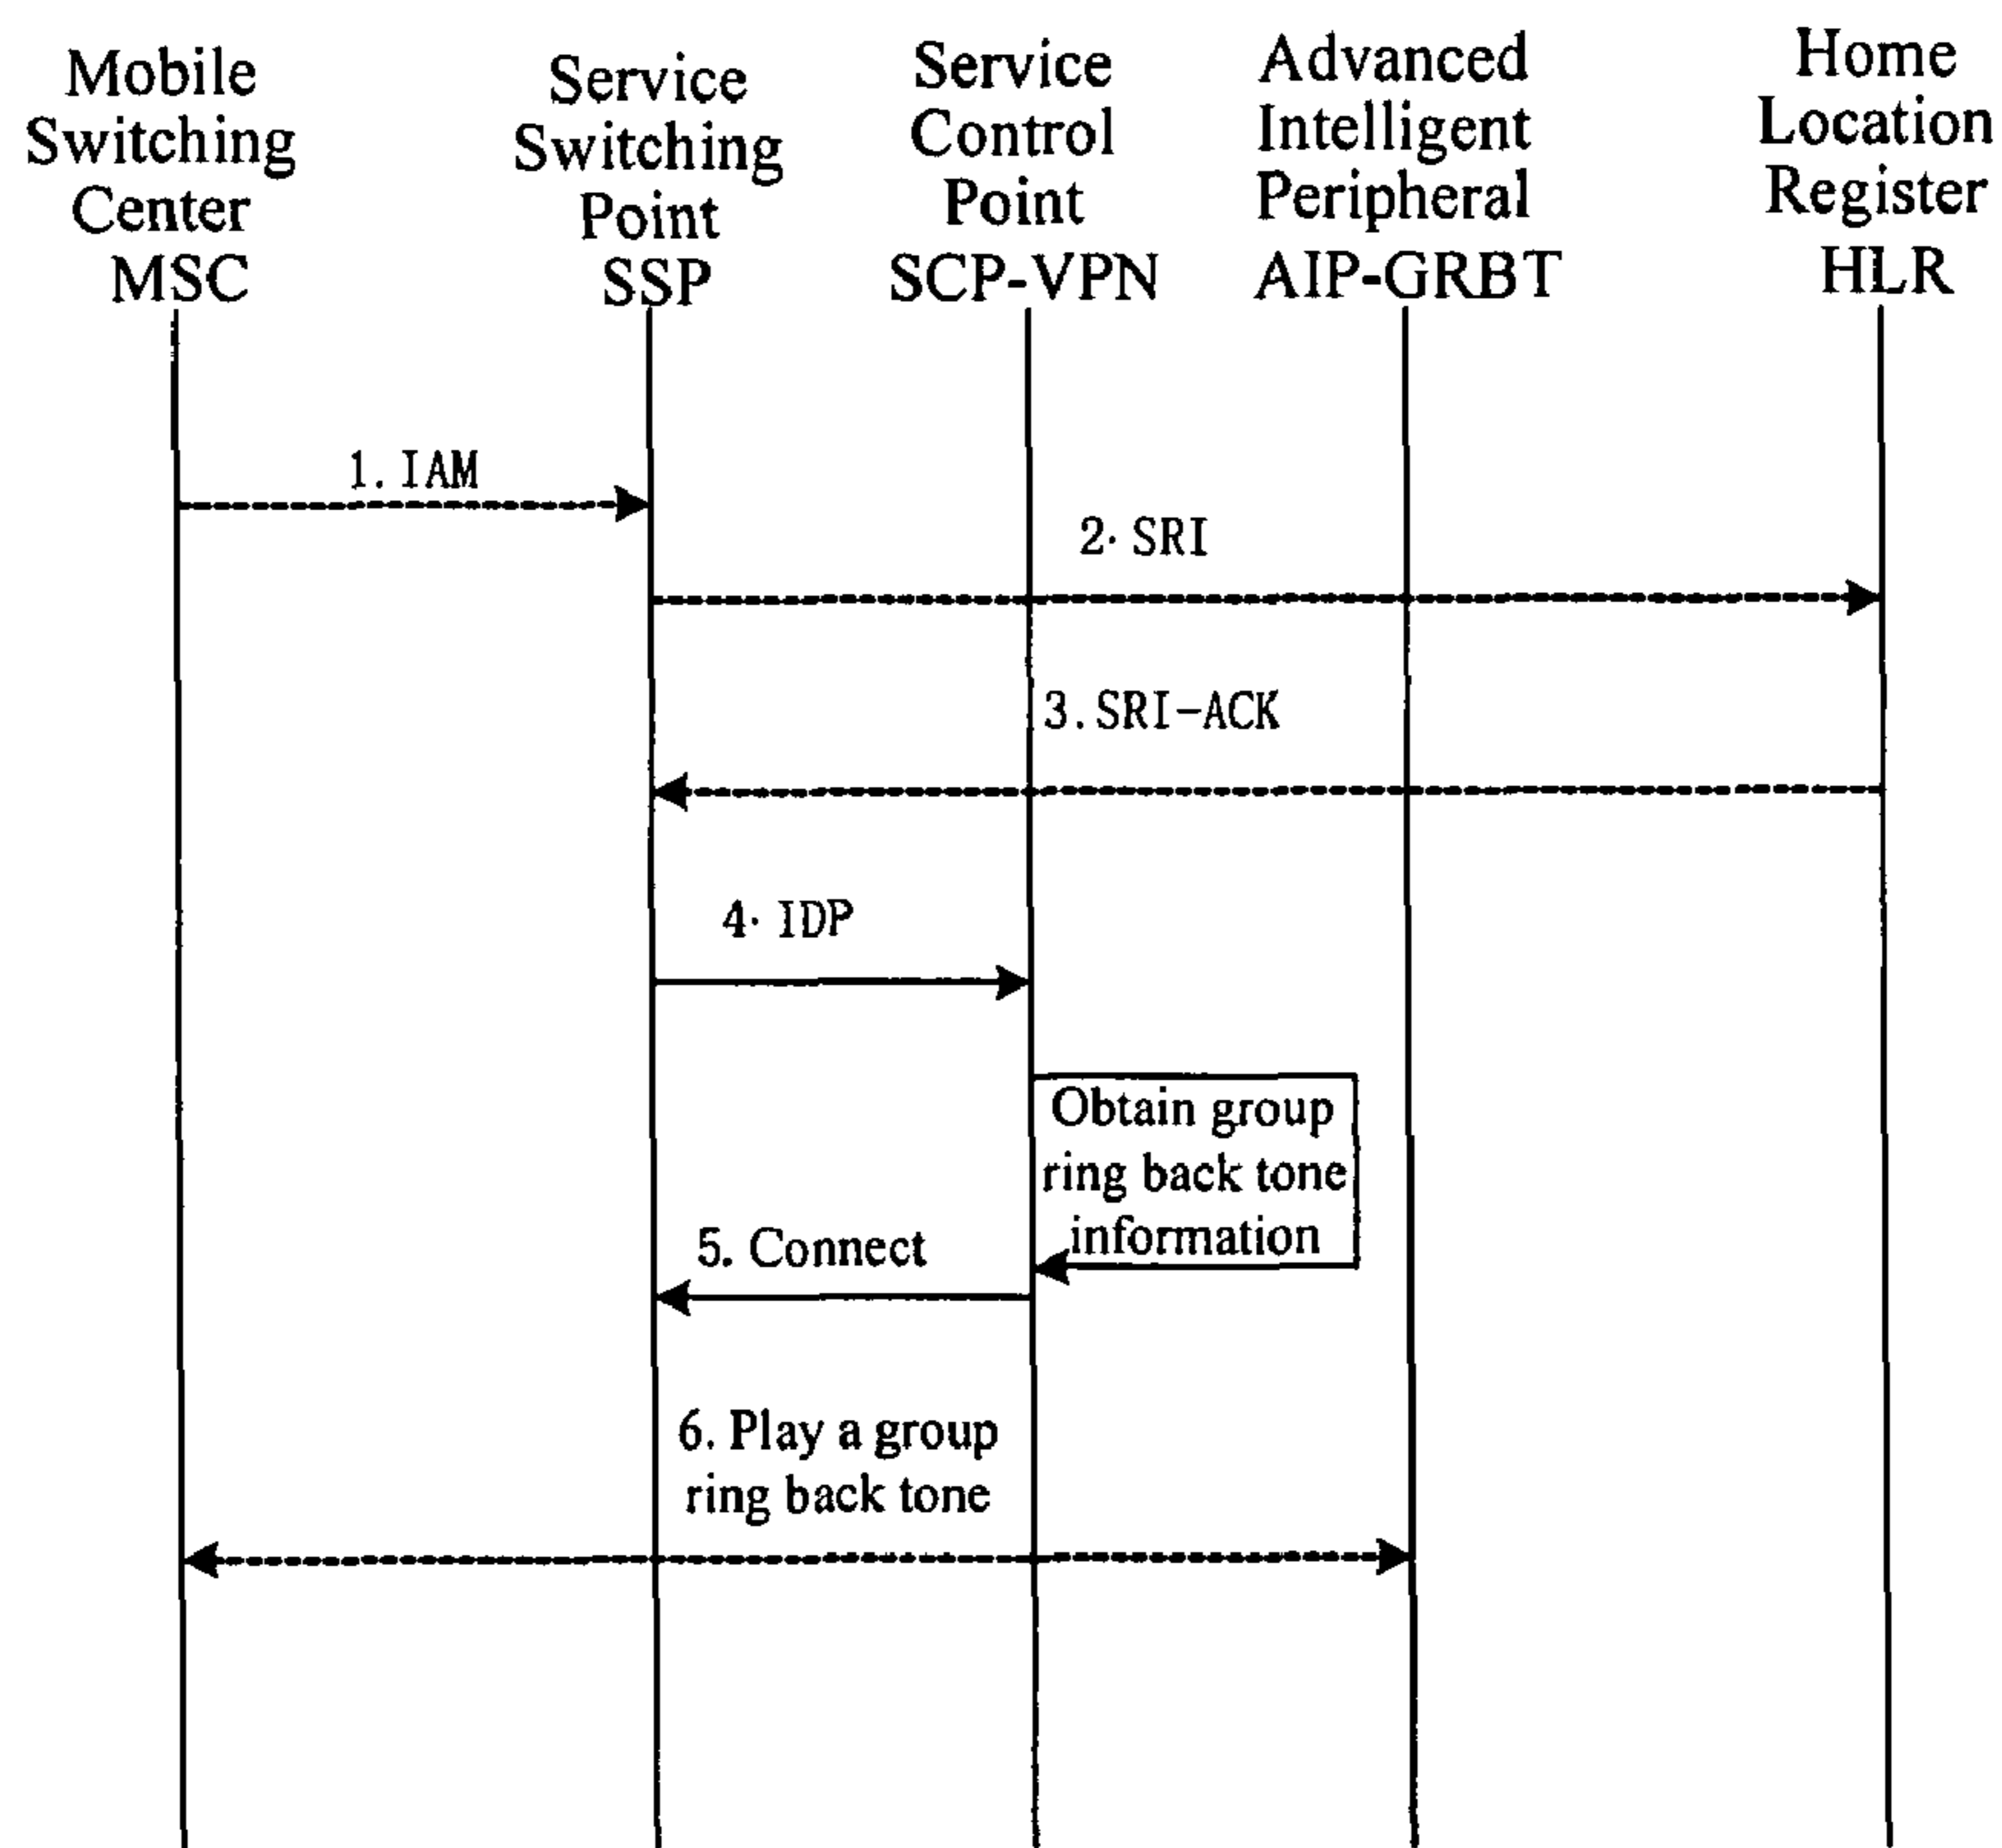 Mobile
Switching
Center
MSC
Service
Switching
Point
SSP
Service
Control
Point
SCP-VPN
Advanced
Intelligent
Peripheral
AIP-GRBT
Home
Location
Register
HLR
1. IAM
2. SRI
3. SRI-ACK
4. IDP
Obtain group
ring back tone
information
5. Connect
6. Play a group
ring back tone